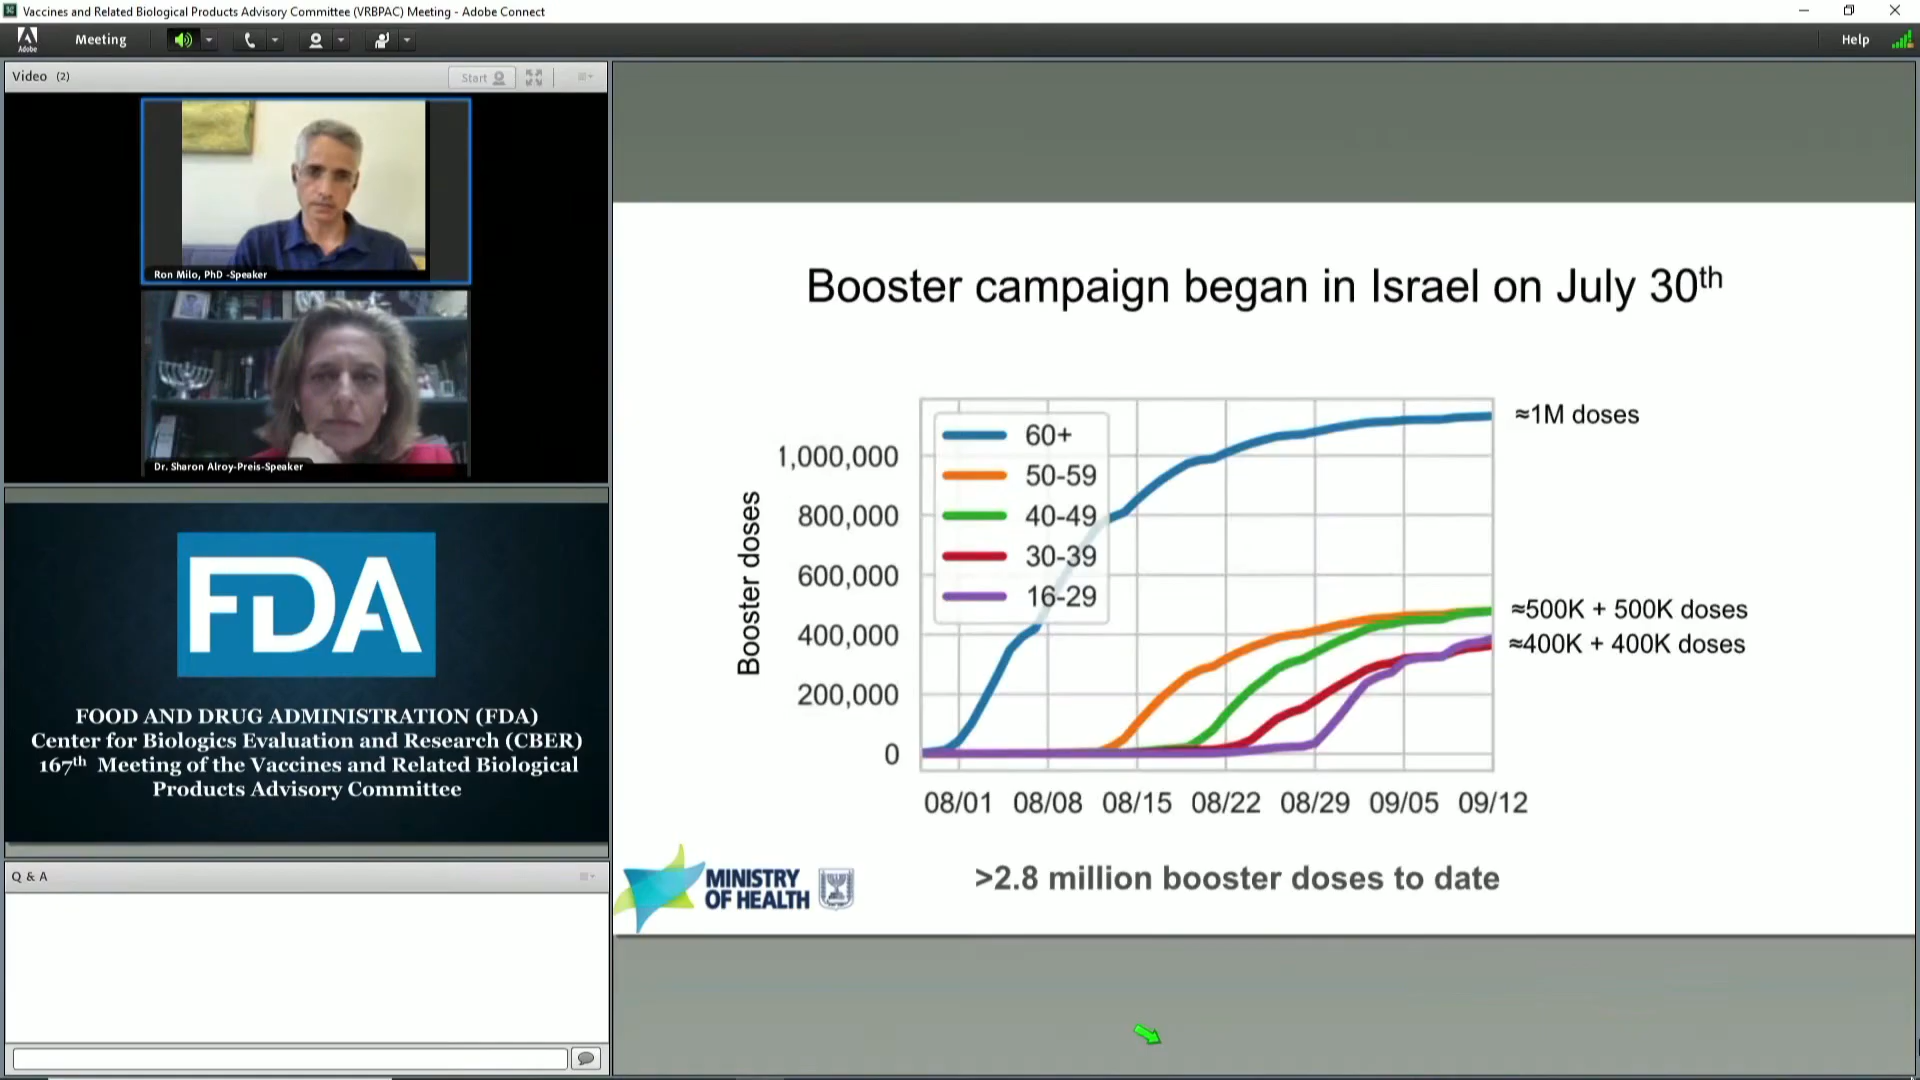 Vaccines and Related Biological Products Advisory Committee (VRBPAC) Meeting - Adobe Connect
Adobe
Meeting
Help
Video (2)
Start
Ron Milo, PhD -Speaker
Dr. Sharon Alroy-Preis-Speaker
FDA
FOOD AND DRUG ADMINISTRATION (FDA)
Center for Biologics Evaluation and Research (CBER)
167th Meeting of the Vaccines and Related Biological
Products Advisory Committee
Q & A
Booster campaign began in Israel on July 30th
Booster doses
1,000,000
800,000
600,000
400,000
200,000
0
60+
50-59
40-49
30-39
16-29
≈1M doses
≈500K + 500K doses
≈400K + 400K doses
08/01 08/08 08/15 08/22 08/29 09/05 09/12
MINISTRY
OF HEALTH
>2.8 million booster doses to date